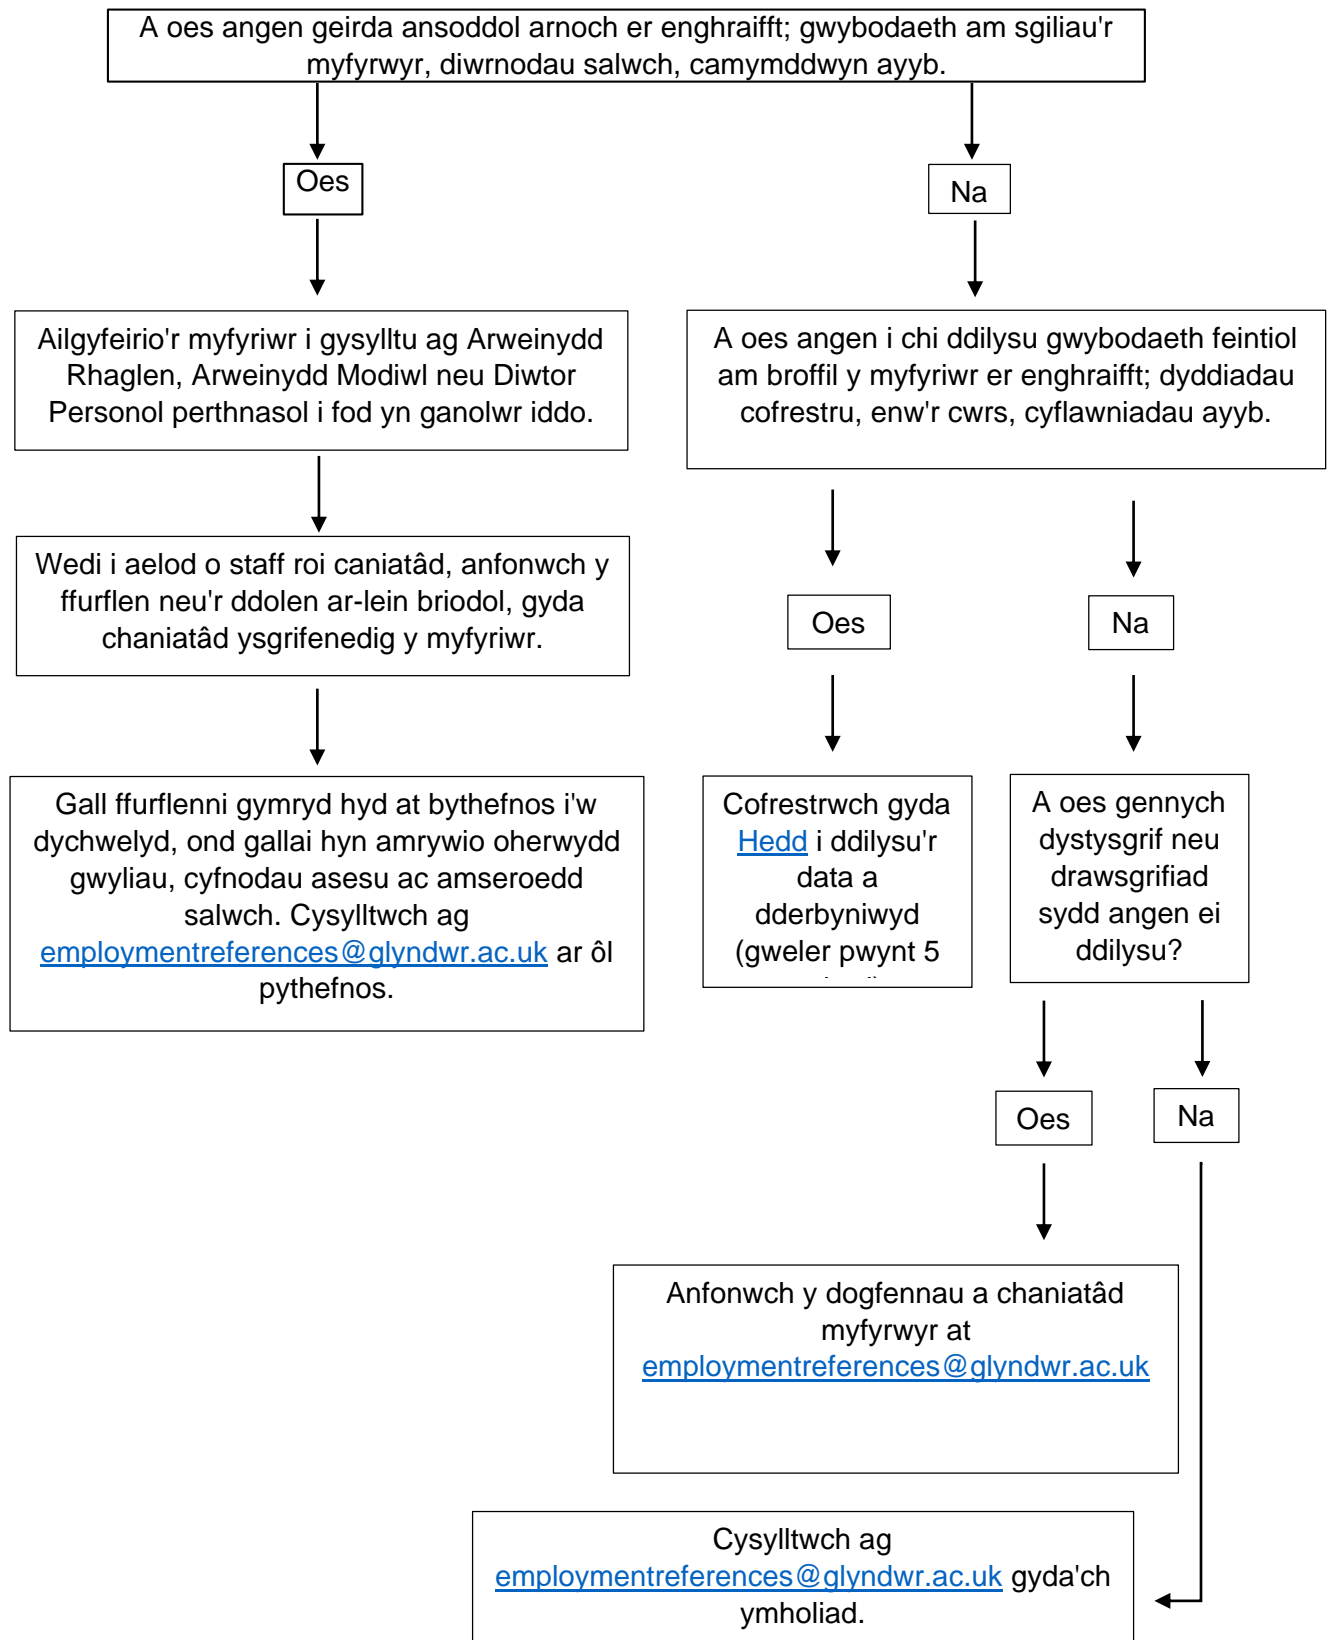 A oes angen geirda ansoddol arnoch er enghraifft; gwybodaeth am sgiliau'r
myfyrwyr, diwrnodau salwch, camymddwyn ayyb.
Oes
Na
Ailgyfeirio'r myfyriwr i gysylltu ag Arweinydd
Rhaglen, Arweinydd Modiwl neu Diwtor
Personol perthnasol i fod yn ganolwr iddo.
A oes angen i chi ddilysu gwybodaeth feintiol
am broffil y myfyriwr er enghraifft; dyddiadau
cofrestru, enw'r cwrs, cyflawniadau ayyb.
Wedi i aelod o staff roi caniatâd, anfonwch y
ffurflen neu'r ddolen ar-lein briodol, gyda
chaniatâd ysgrifenedig y myfyriwr.
Oes
Na
Gall ffurflenni gymryd hyd at bythefnos i'w
dychwelyd, ond gallai hyn amrywio oherwydd
gwyliau, cyfnodau asesu ac amseroedd
salwch. Cysylltwch ag
employmentreferences@glyndwr.ac.uk ar ôl
pythefnos.
Cofrestrwch gyda
Hedd i ddilysu'r
data a
dderbyniwyd
(gweler pwynt 5
A oes gennych
dystysgrif neu
drawsgrifiad
sydd angen ei
ddilysu?
Oes
Na
Anfonwch y dogfennau a chaniatâd
myfyrwyr at
employmentreferences@glyndwr.ac.uk
Cysylltwch ag
employmentreferences@glyndwr.ac.uk gyda'ch
ymholiad.